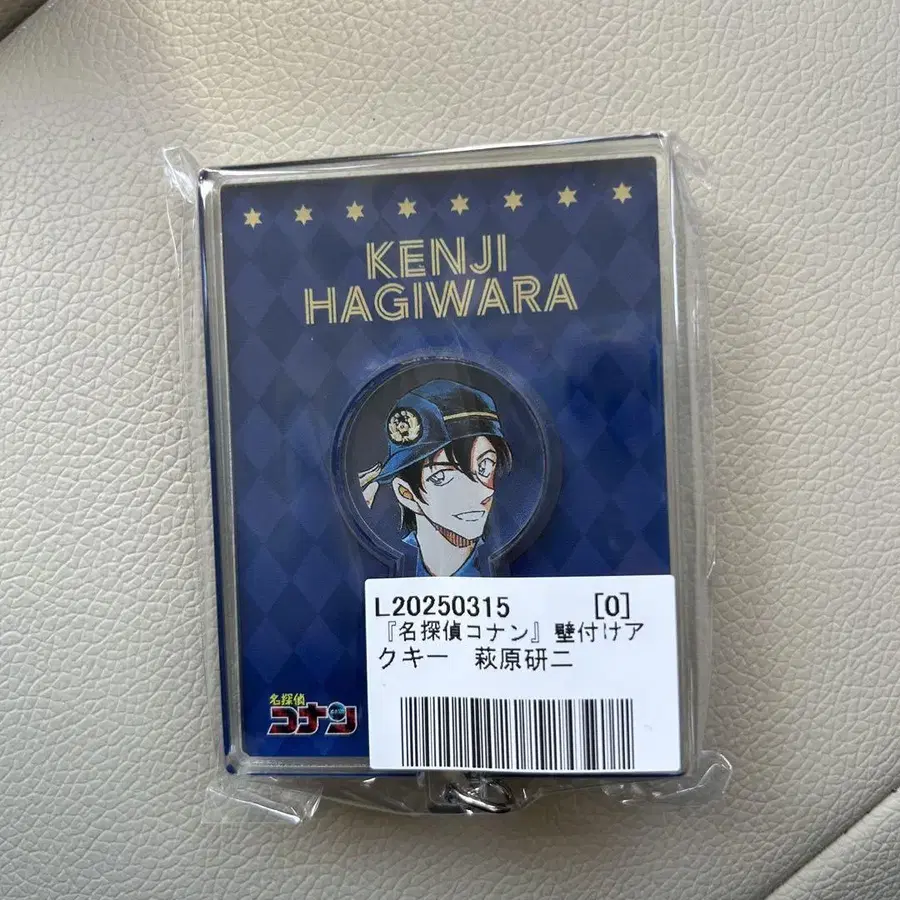 KENJI
HAGIWARA
L20250315 [0]
『名探偵コナン』壁付けア
クキー 萩原研二
名探偵
コナン